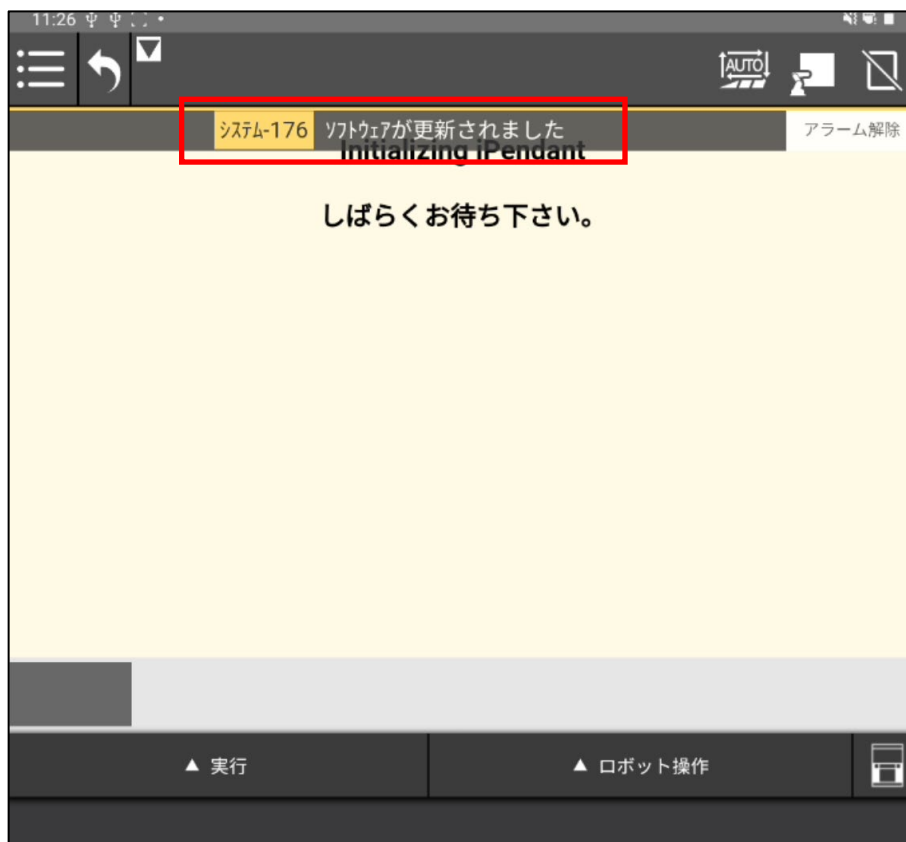 11:26
AUTO
ｼｽﾃﾑ-176 ｿﾌﾄｳｪｱが更新されました
アラーム解除
Initializing iPendant
しばらくお待ち下さい。
▲ 実行
▲ ロボット操作